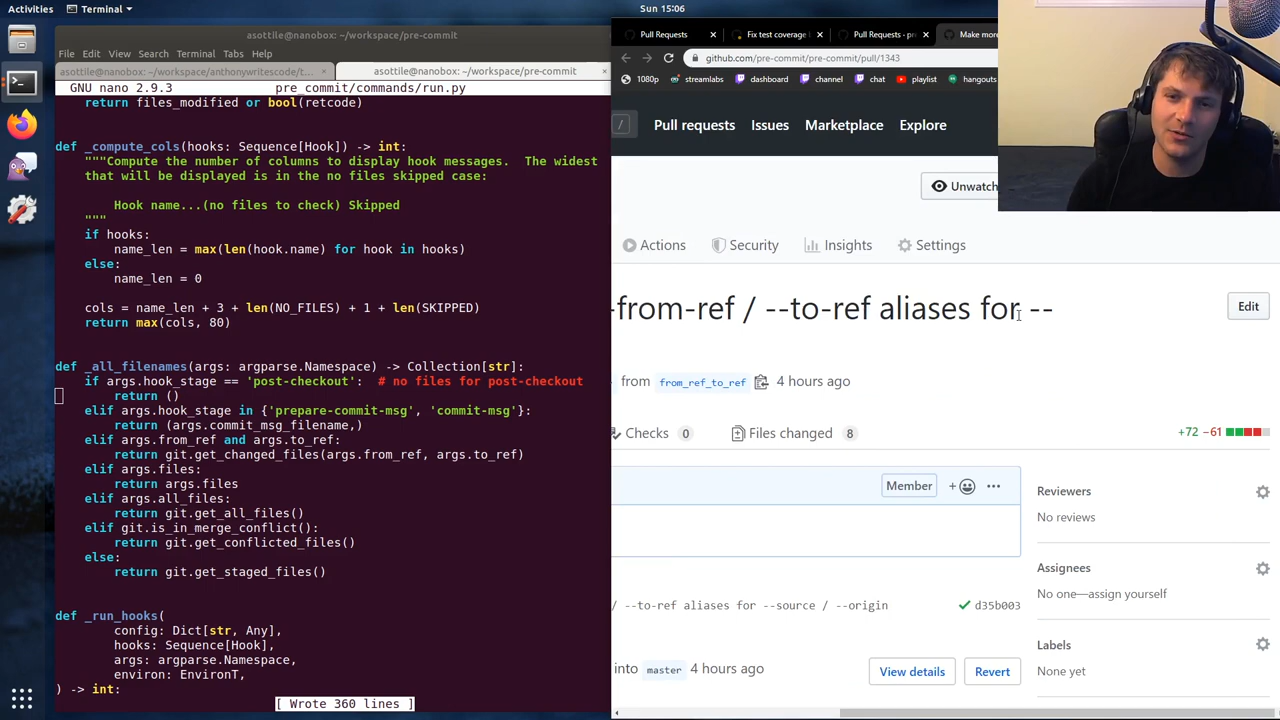 Activities
Terminal
Sun 15:06
asottile@nanobox: ~/workspace/pre-commit
File Edit View Search Terminal Tabs Help
asottile@nanobox: ~/workspace/anthonywritescode/t...
asottile@nanobox: ~/workspace/pre-commit
GNU nano 2.9.3 pre_commit/commands/run.py
return files_modified or bool(retcode)
def _compute_cols(hooks: Sequence[Hook]) -> int:
"""Compute the number of columns to display hook messages.  The widest
that will be displayed is in the no files skipped case:
Hook name...(no files to check) Skipped
"""
if hooks:
name_len = max(len(hook.name) for hook in hooks)
else:
name_len = 0
cols = name_len + 3 + len(NO_FILES) + 1 + len(SKIPPED)
return max(cols, 80)
def _all_filenames(args: argparse.Namespace) -> Collection[str]:
if args.hook_stage == 'post-checkout':  # no files for post-checkout
return ()
elif args.hook_stage in {'prepare-commit-msg', 'commit-msg'}:
return (args.commit_msg_filename,)
elif args.from_ref and args.to_ref:
return git.get_changed_files(args.from_ref, args.to_ref)
elif args.files:
return args.files
elif args.all_files:
return git.get_all_files()
elif git.is_in_merge_conflict():
return git.get_conflicted_files()
else:
return git.get_staged_files()
def _run_hooks(
config: Dict[str, Any],
hooks: Sequence[Hook],
args: argparse.Namespace,
environ: EnvironT,
) -> int:
[ Wrote 360 lines ]
Pull Requests
Fix test coverage
Pull Requests - pr
Make more
github.com/pre-commit/pre-commit/pull/1343
1080p streamlabs dashboard channel chat playlist hangouts
/ Pull requests Issues Marketplace Explore
Unwatch
Actions Security Insights Settings
-from-ref / --to-ref aliases for --
Edit
from from_ref_to_ref 4 hours ago
Checks 0 Files changed 8
+72 −61
Member
Reviewers
No reviews
Assignees
No one—assign yourself
/ --to-ref aliases for --source / --origin
d35b003
Labels
None yet
into master 4 hours ago
View details
Revert